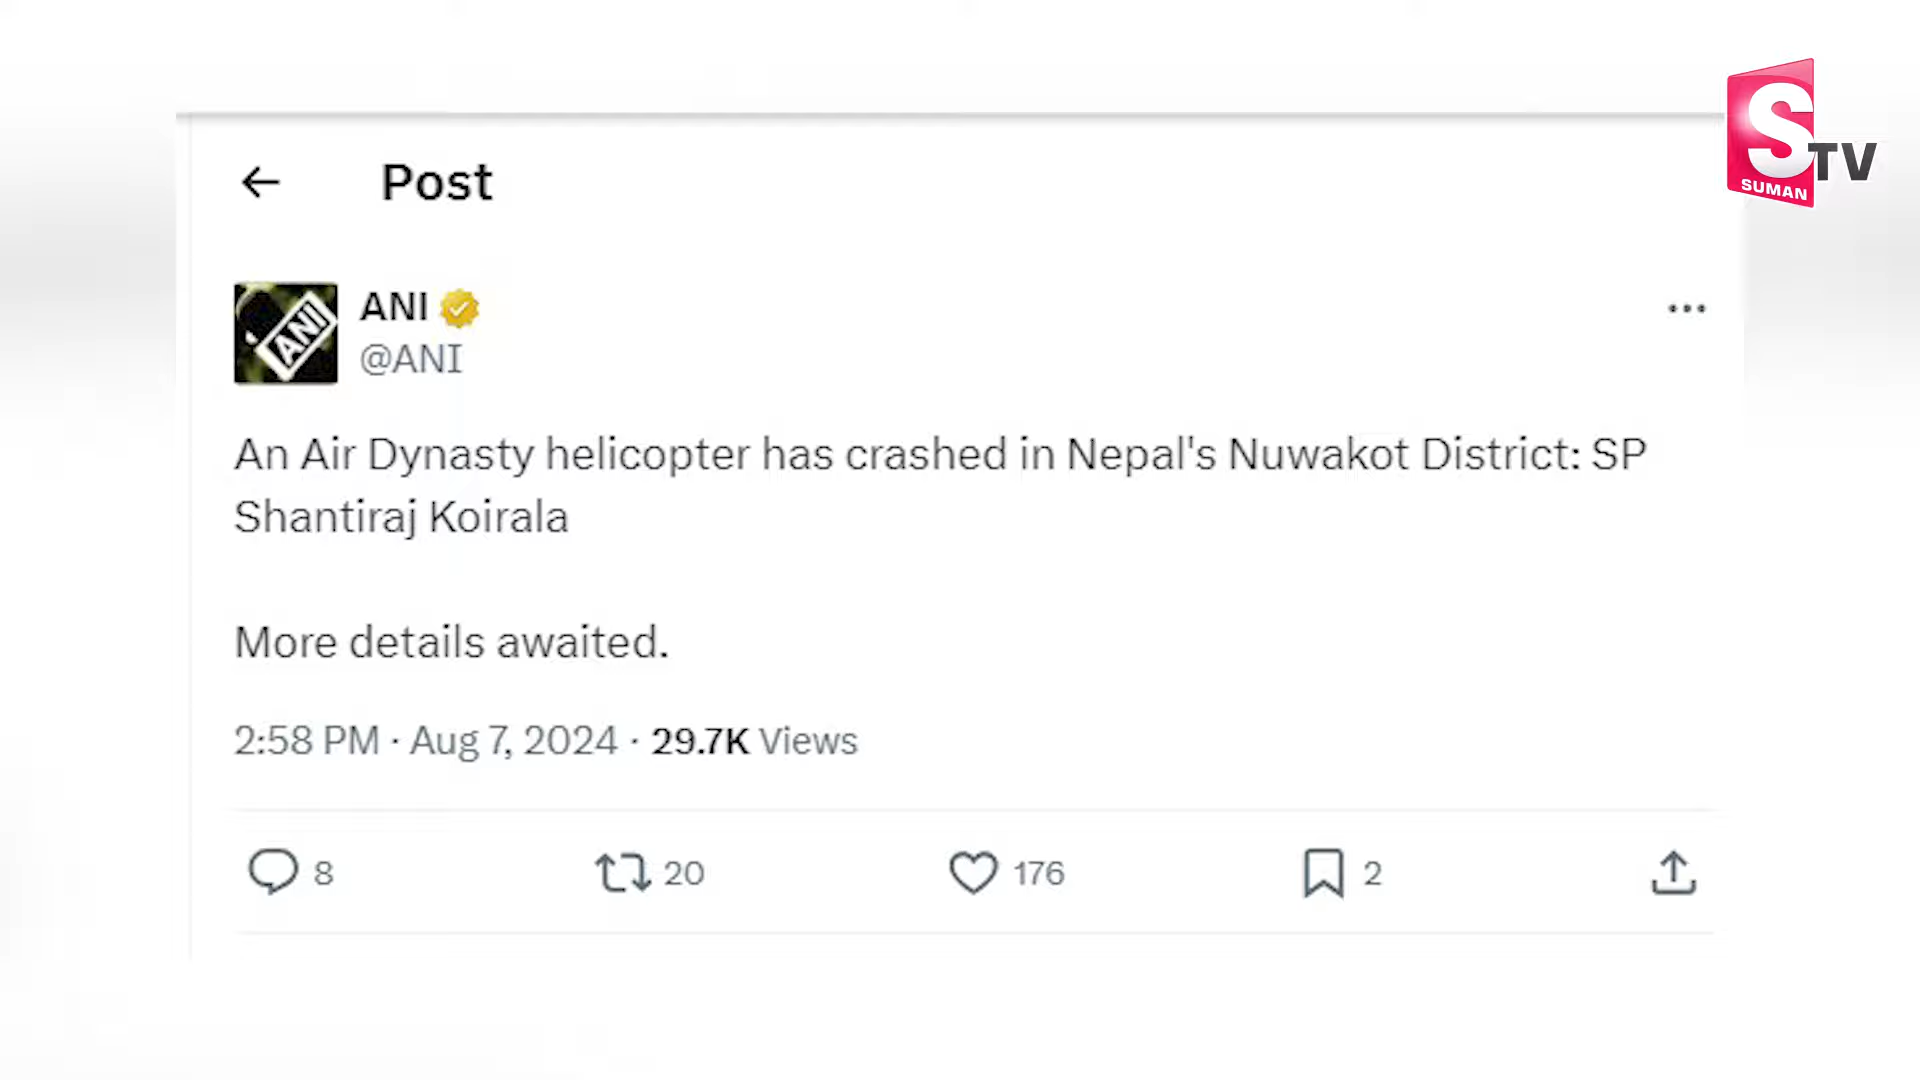 S TV
SUMAN
Post
ANI
ANI
@ANI
An Air Dynasty helicopter has crashed in Nepal's Nuwakot District: SP
Shantiraj Koirala
More details awaited.
2:58 PM · Aug 7, 2024 · 29.7K Views
8 20 176 2